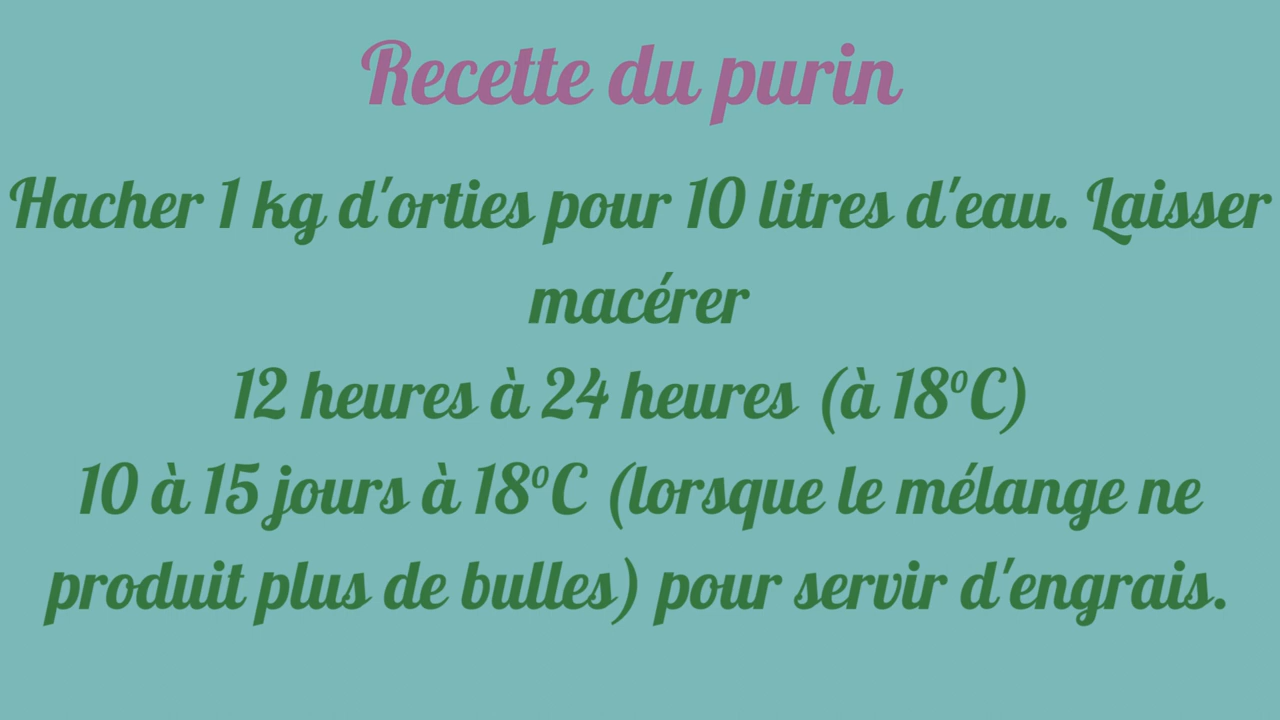 Recette du purin
Hacher 1 kg d'orties pour 10 litres d'eau. Laisser
macérer
12 heures à 24 heures (à 18°C)
10 à 15 jours à 18°C (lorsque le mélange ne
produit plus de bulles) pour servir d'engrais.